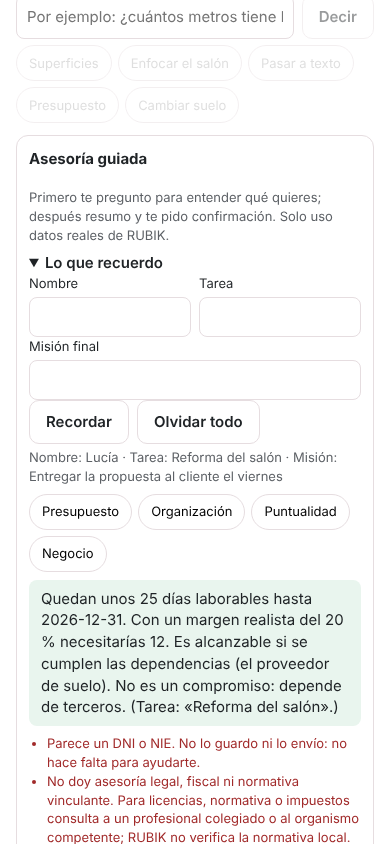 Por ejemplo: ¿cuántos metros tiene l
Decir
Superficies
Enfocar el salón
Pasar a texto
Presupuesto
Cambiar suelo
Asesoría guiada
Primero te pregunto para entender qué quieres;
después resumo y te pido confirmación. Solo uso
datos reales de RUBIK.
▼ Lo que recuerdo
Nombre
Tarea
Misión final
Recordar
Olvidar todo
Nombre: Lucía · Tarea: Reforma del salón · Misión:
Entregar la propuesta al cliente el viernes
Presupuesto
Organización
Puntualidad
Negocio
Quedan unos 25 días laborables hasta
2026-12-31. Con un margen realista del 20
% necesitarías 12. Es alcanzable si se
cumplen las dependencias (el proveedor
de suelo). No es un compromiso: depende
de terceros. (Tarea: «Reforma del salón».)
• Parece un DNI o NIE. No lo guardo ni lo envío: no
hace falta para ayudarte.
• No doy asesoría legal, fiscal ni normativa
vinculante. Para licencias, normativa o impuestos
consulta a un profesional colegiado o al organismo
competente; RUBIK no verifica la normativa local.